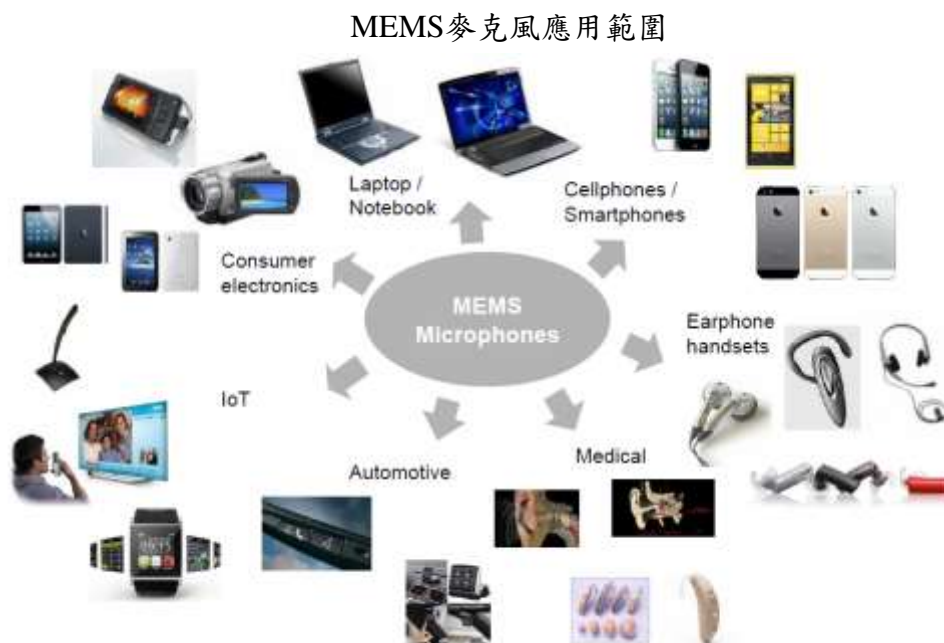 MEMS麥克風應用範圍
Laptop /
Notebook
Cellphones /
Smartphones
Consumer
electronics
MEMS
Microphones
Earphone
handsets
IoT
Automotive
Medical